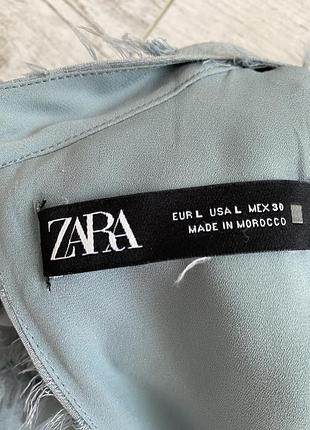 ZARA
EUR L USA L MEX 30
MADE IN MOROCCO